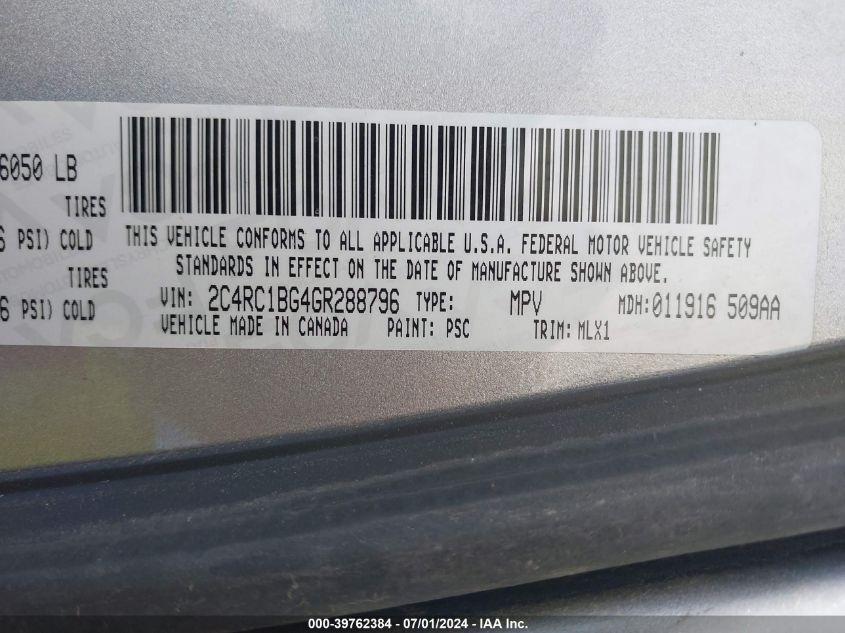 6050 LB
TIRES
6 PSI) COLD
TIRES
6 PSI) COLD
THIS VEHICLE CONFORMS TO ALL APPLICABLE U.S.A. FEDERAL MOTOR VEHICLE SAFETY
STANDARDS IN EFFECT ON THE DATE OF MANUFACTURE SHOWN ABOVE.
VIN: 2C4RC1BG4GR288796 TYPE: MPV MDH:011916 509AA
VEHICLE MADE IN CANADA PAINT: PSC TRIM: MLX1
000-39762384 - 07/01/2024 - IAA Inc.